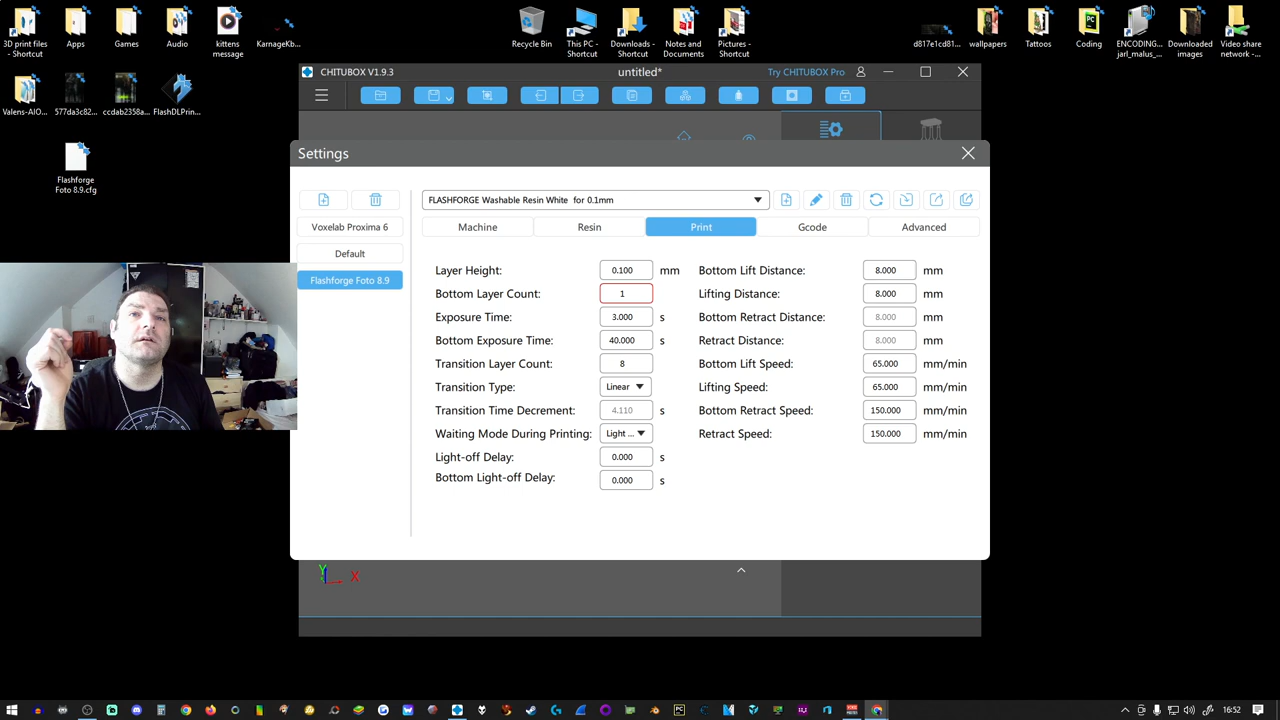 3D print files - Shortcut
Apps
Games
Audio
kittens message
KarnageKb...
Recycle Bin
This PC - Shortcut
Downloads - Shortcut
Notes and Documents
Pictures - Shortcut
d817e1cd81...
wallpapers
Tattoos
Coding
ENCODING... jarl_malus_...
Downloaded images
Video share network -...
Valens-AIO...
577da3c82...
ccdab2358a...
FlashDLPrin...
Flashforge Foto 8.9.cfg
CHITUBOX V1.9.3
untitled*
Try CHITUBOX Pro
Settings
FLASHFORGE Washable Resin White for 0.1mm
Voxelab Proxima 6
Default
Flashforge Foto 8.9
Machine
Resin
Print
Gcode
Advanced
Layer Height: 0.100 mm
Bottom Layer Count: 1
Exposure Time: 3.000 s
Bottom Exposure Time: 40.000 s
Transition Layer Count: 8
Transition Type: Linear
Transition Time Decrement: 4.110 s
Waiting Mode During Printing: Light ...
Light-off Delay: 0.000 s
Bottom Light-off Delay: 0.000 s
Bottom Lift Distance: 8.000 mm
Lifting Distance: 8.000 mm
Bottom Retract Distance: 8.000 mm
Retract Distance: 8.000 mm
Bottom Lift Speed: 65.000 mm/min
Lifting Speed: 65.000 mm/min
Bottom Retract Speed: 150.000 mm/min
Retract Speed: 150.000 mm/min
Y
X
16:52